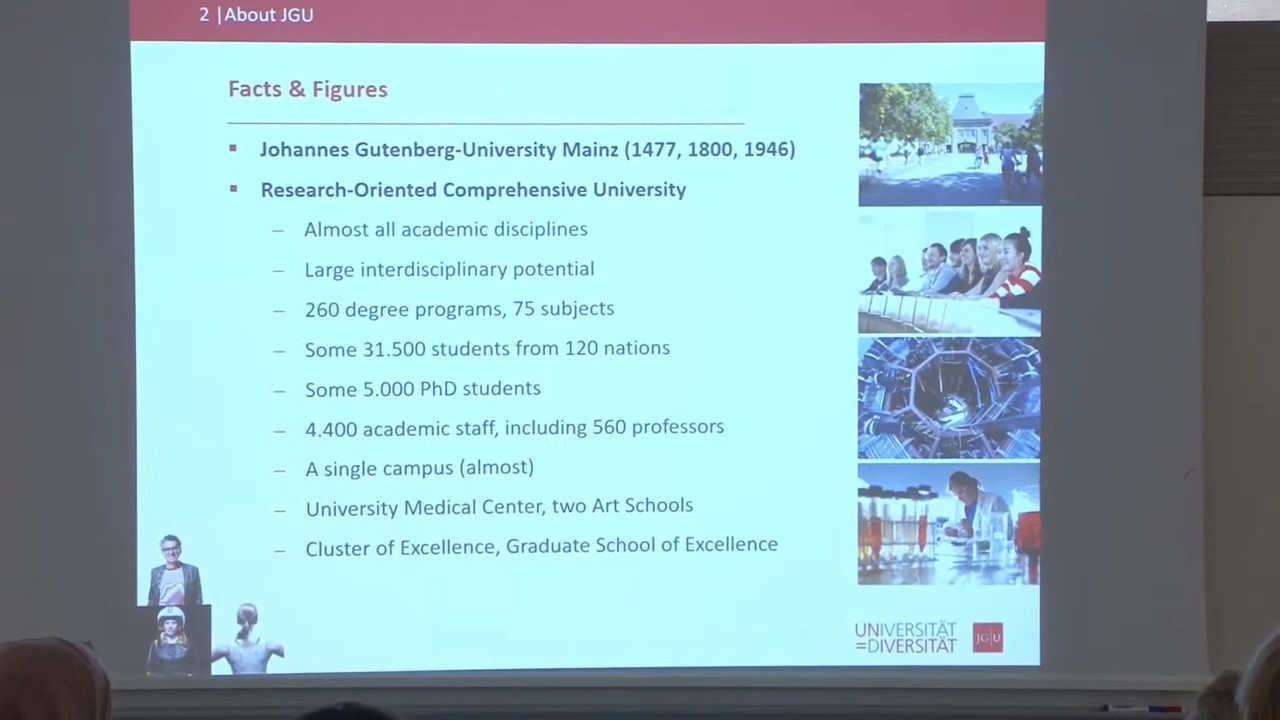 2 | About JGU
Facts & Figures
▪ Johannes Gutenberg-University Mainz (1477, 1800, 1946)
▪ Research-Oriented Comprehensive University
– Almost all academic disciplines
– Large interdisciplinary potential
– 260 degree programs, 75 subjects
– Some 31.500 students from 120 nations
– Some 5.000 PhD students
– 4.400 academic staff, including 560 professors
– A single campus (almost)
– University Medical Center, two Art Schools
– Cluster of Excellence, Graduate School of Excellence
UNIVERSITÄT
=DIVERSITÄT
JG|U